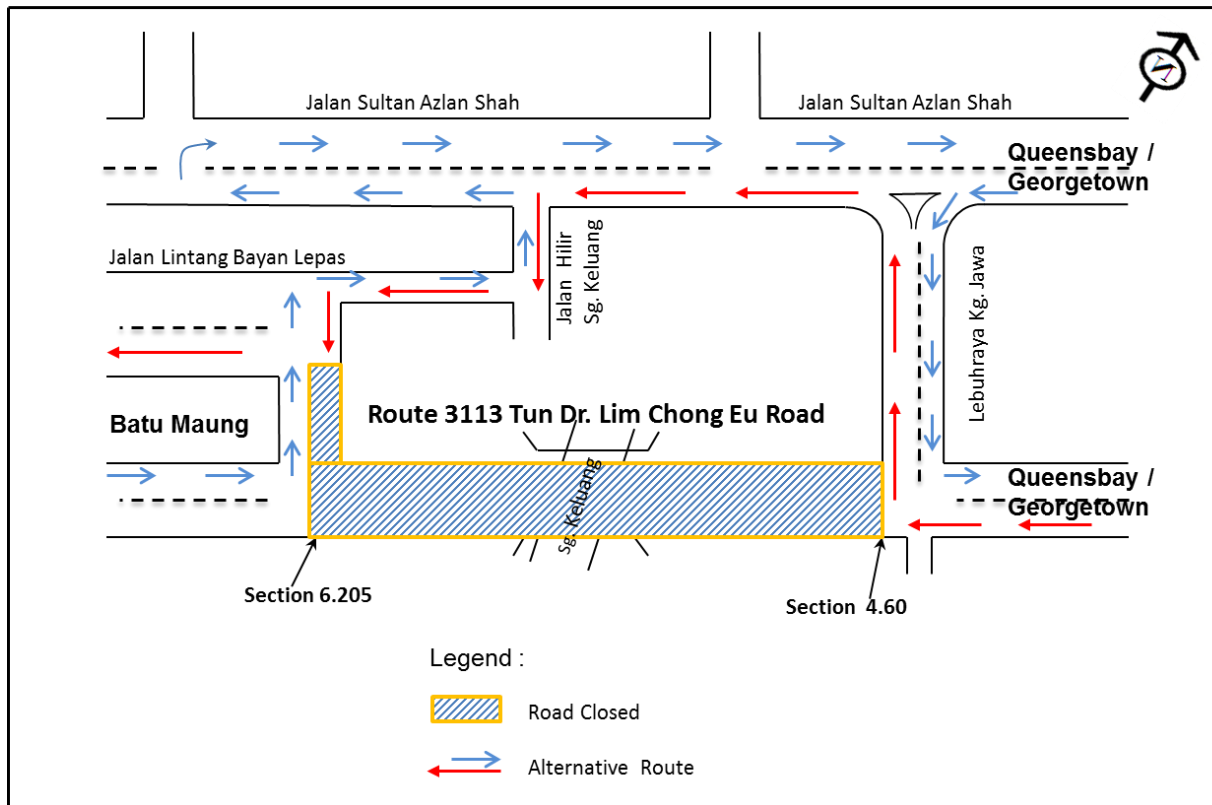 Jalan Sultan Azlan Shah
Jalan Sultan Azlan Shah
N
Queensbay /
Georgetown
Jalan Lintang Bayan Lepas
Jalan Hilir
Sg. Keluang
Lebuhraya Kg. Jawa
Batu Maung
Route 3113 Tun Dr. Lim Chong Eu Road
Sg. Keluang
Queensbay /
Georgetown
Section 6.205
Section 4.60
Legend :
Road Closed
Alternative Route